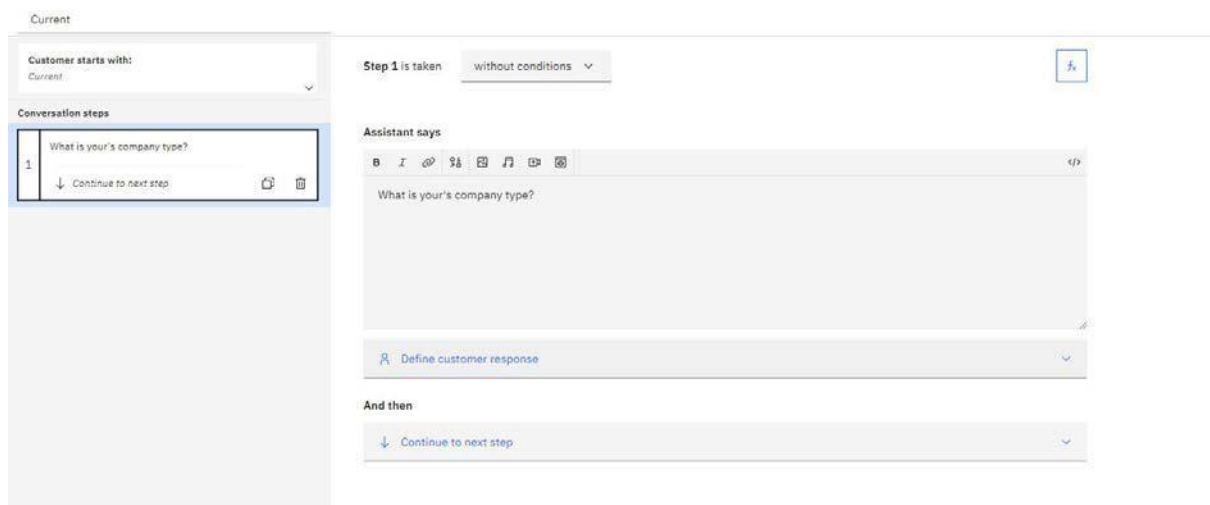 Current
Customer starts with:
Current
Conversation steps
1
What is your's company type?
Continue to next step
Step 1 is taken without conditions
fx
Assistant says
B I </>
What is your's company type?
Define customer response
And then
Continue to next step